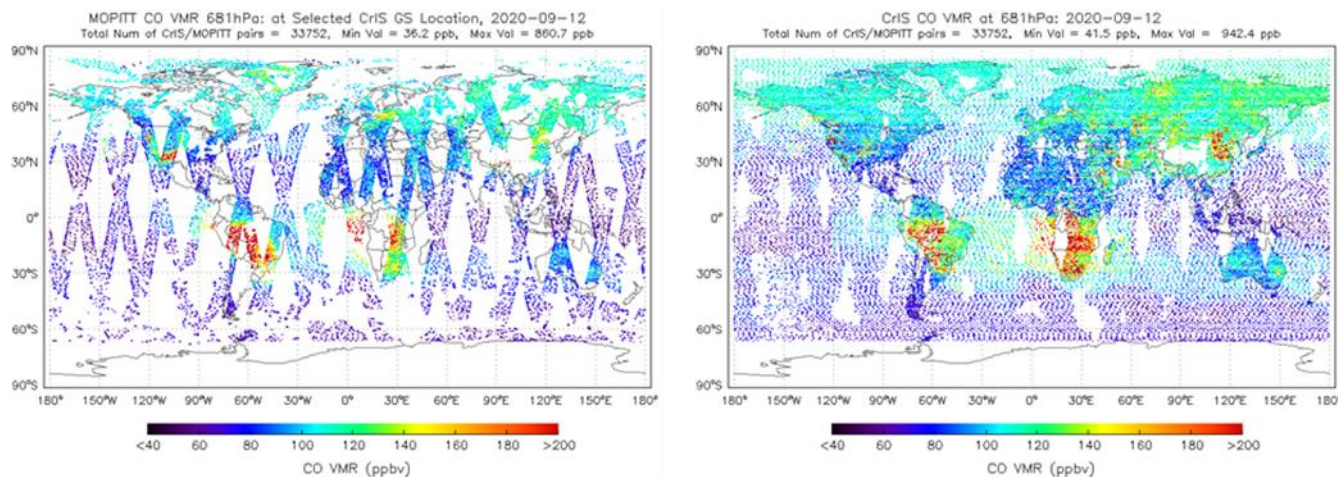 MOPITT CO VMR 681hPa: at Selected CrIS GS Location, 2020-09-12
Total Num of CrIS/MOPITT pairs = 33752, Min Val = 36.2 ppb, Max Val = 860.7 ppb
90°N
60°N
30°N
0°
30°S
60°S
90°S
180° 150°W 120°W 90°W 60°W 30°W 0° 30°E 60°E 90°E 120°E 150°E 180
<40 60 80 100 120 140 160 180 >200
CO VMR (ppbv)
CrIS CO VMR at 681hPa: 2020-09-12
Total Num of CrIS/MOPITT pairs = 33752, Min Val = 41.5 ppb, Max Val = 942.4 ppb
90°N
60°N
30°N
0°
30°S
60°S
90°S
180° 150°W 120°W 90°W 60°W 30°W 0° 30°E 60°E 90°E 120°E 150°E 180
<40 60 80 100 120 140 160 180 >200
CO VMR (ppbv)